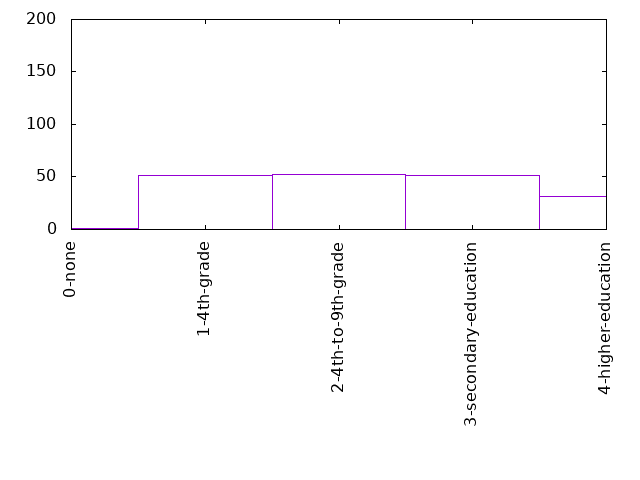 200
150
100
50
0
0-none
1-4th-grade
2-4th-to-9th-grade
3-secondary-education
4-higher-education